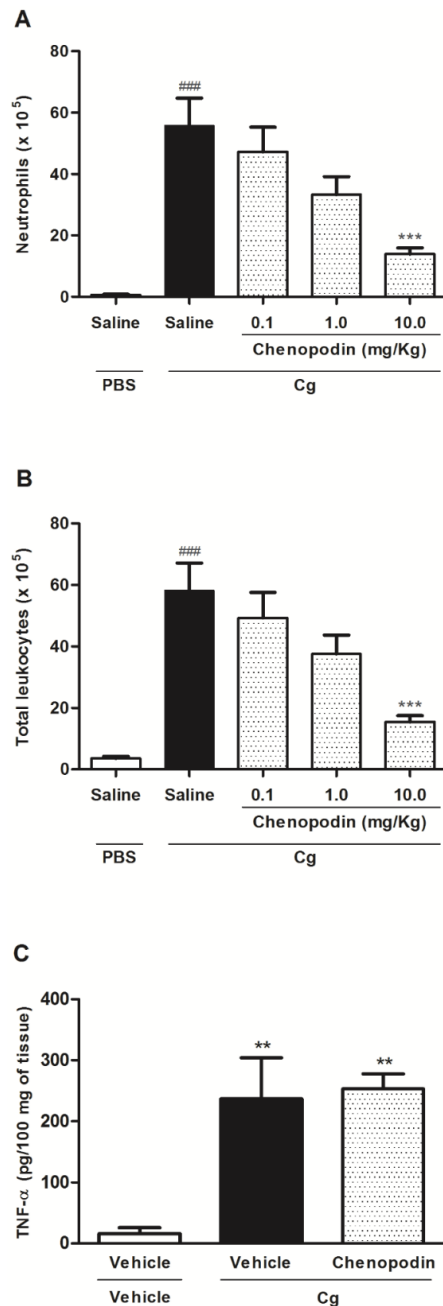 A
Neutrophils (x 10⁵)
80
60
40
20
0
###
***
Saline Saline 0.1 1.0 10.0
Chenopodin (mg/Kg)
PBS Cg
B
Total leukocytes (x 10⁵)
80
60
40
20
0
###
***
Saline Saline 0.1 1.0 10.0
Chenopodin (mg/Kg)
PBS Cg
C
TNF-α (pg/100 mg of tissue)
400
300
200
100
0
** **
Vehicle Vehicle Chenopodin
Vehicle Cg